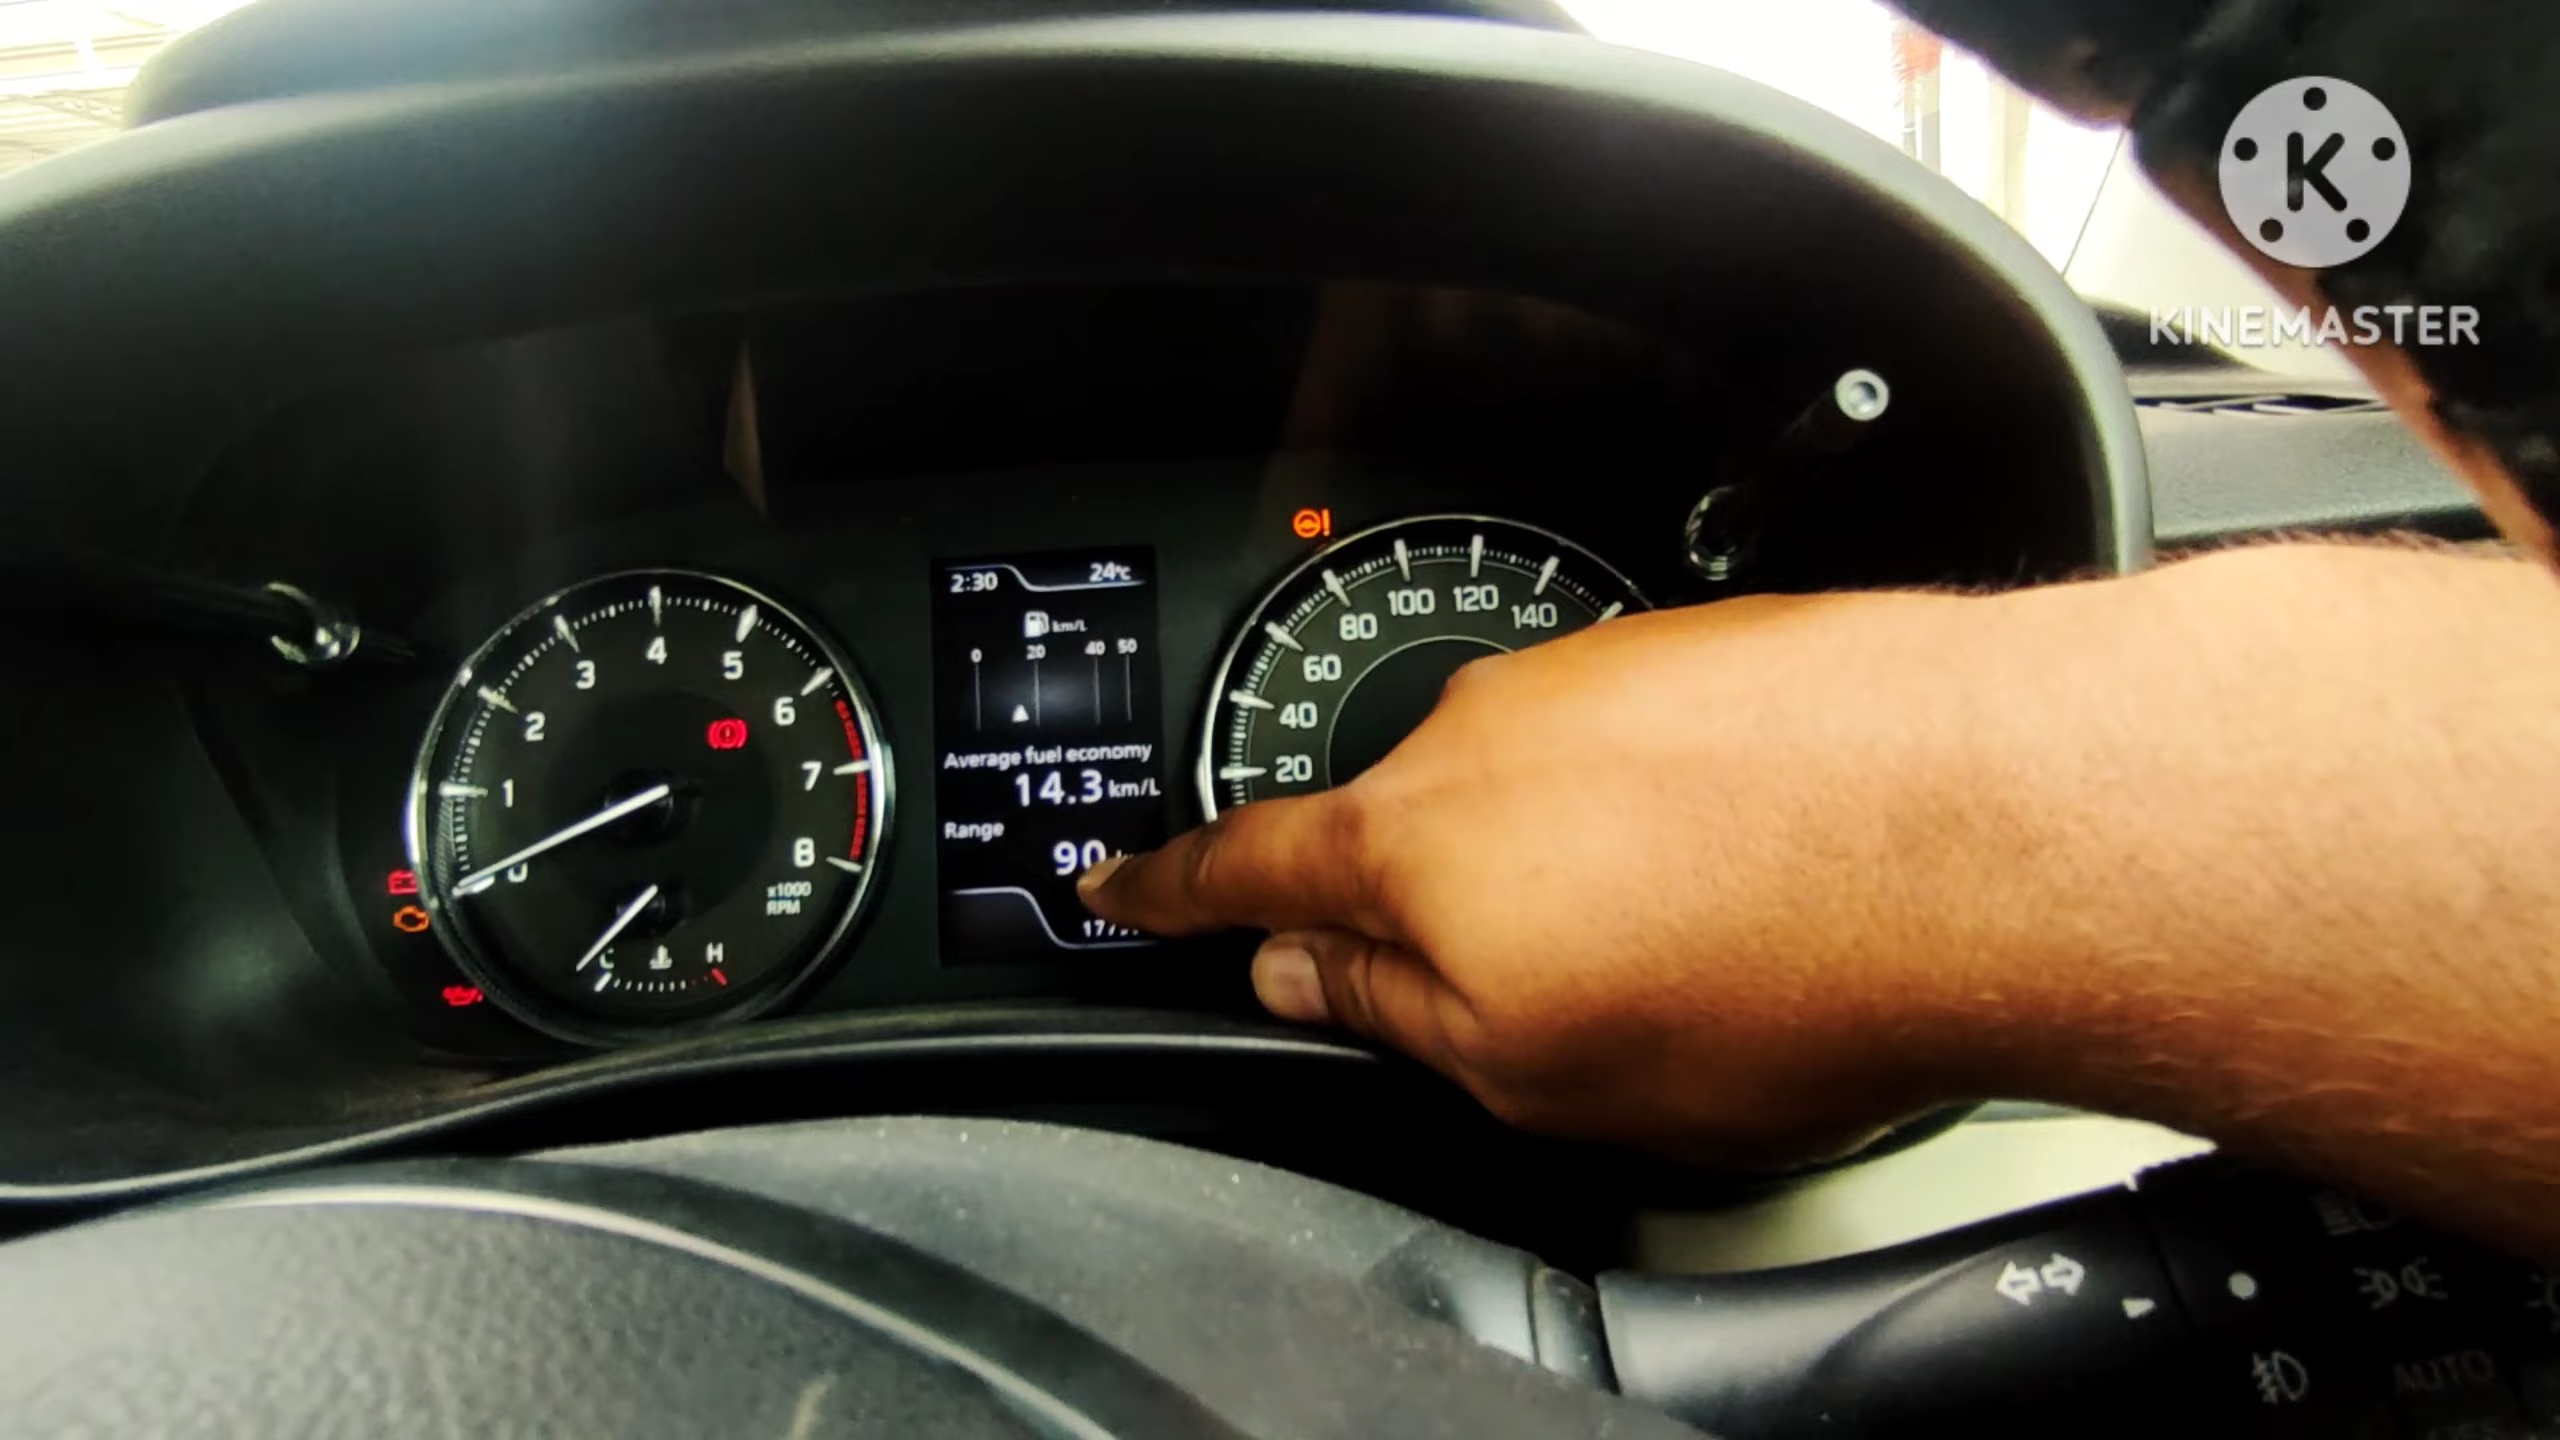 K
KINEMASTER
2:30 24°C
km/L
0 20 40 50
Average fuel economy
14.3 km/L
Range
90
0 1 2 3 4 5 6 7 8
x1000
RPM
C H
20 40 60 80 100 120 140
AUTO